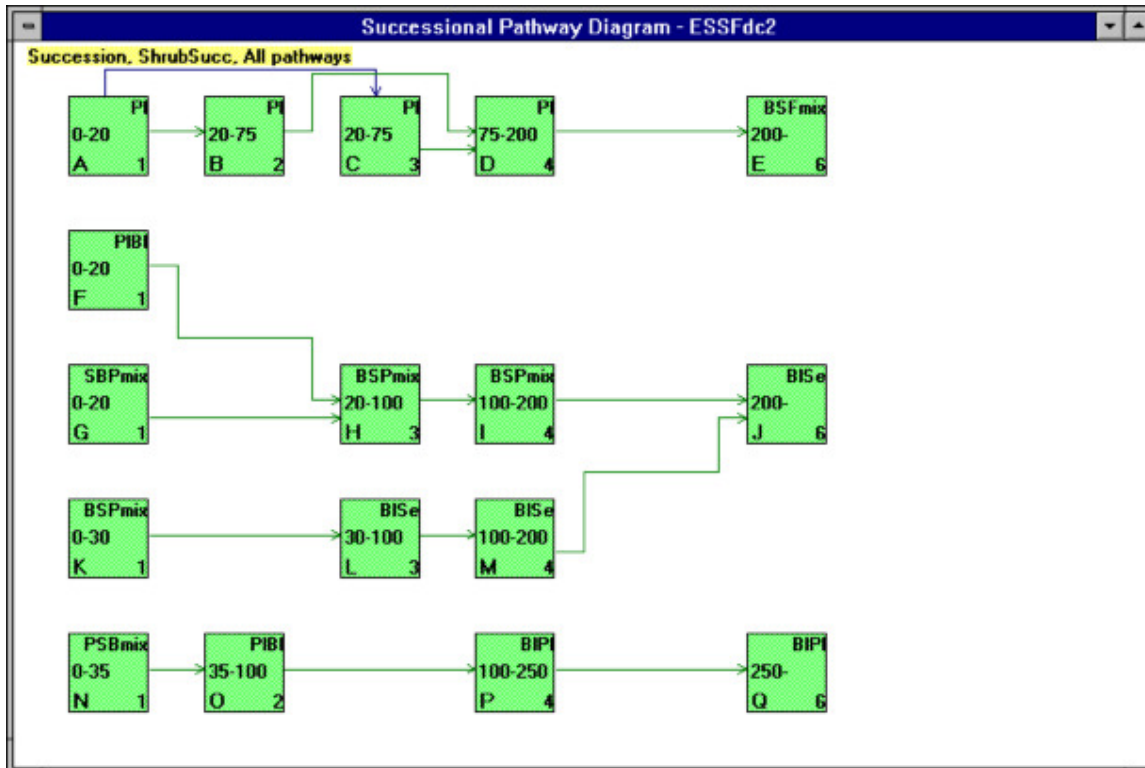 Successional Pathway Diagram - ESSFdc2
Succession, ShrubSucc, All pathways
Pl
0-20
A 1
Pl
20-75
B 2
Pl
20-75
C 3
Pl
75-200
D 4
BSFmix
200-
E 6
PlBl
0-20
F 1
SBPmix
0-20
G 1
BSPmix
20-100
H 3
BSPmix
100-200
I 4
BlSe
200-
J 6
BSPmix
0-30
K 1
BlSe
30-100
L 3
BlSe
100-200
M 4
PSBmix
0-35
N 1
PlBl
35-100
O 2
BlPl
100-250
P 4
BlPl
250-
Q 6